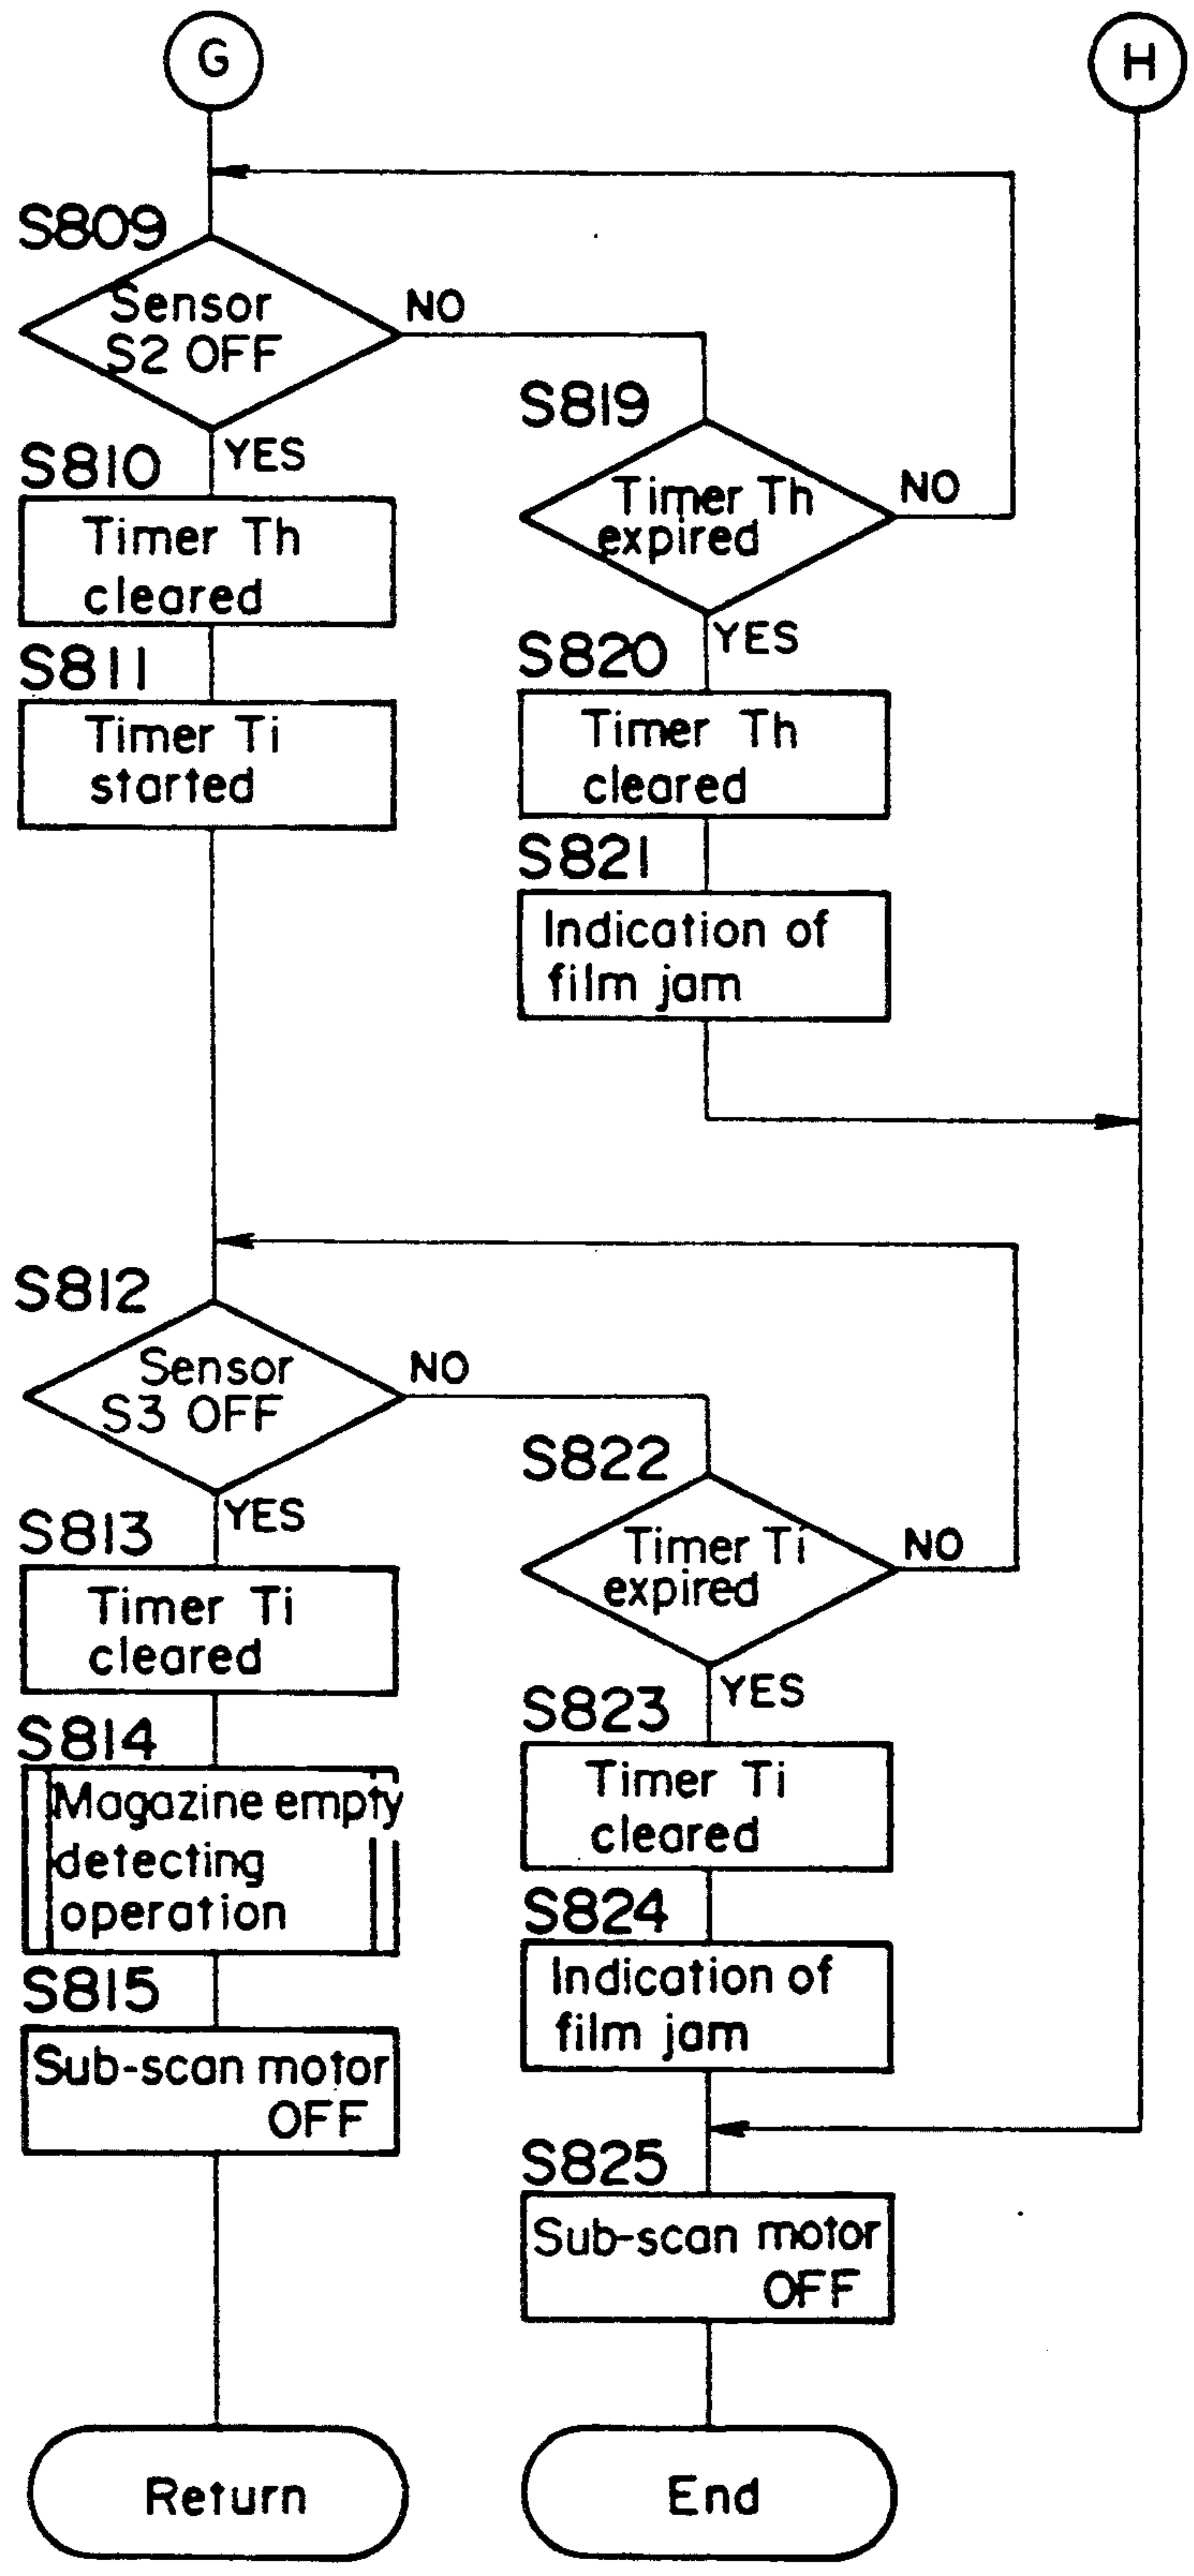 G
H
S809
Sensor
S2 OFF
NO
YES
S819
Timer Th
expired
NO
YES
S810
Timer Th
cleared
S811
Timer Ti
started
S820
Timer Th
cleared
S821
Indication of
film jam
S812
Sensor
S3 OFF
NO
YES
S822
Timer Ti
expired
NO
YES
S813
Timer Ti
cleared
S814
Magazine empty
detecting
operation
S815
Sub-scan motor
OFF
Return
S823
Timer Ti
cleared
S824
Indication of
film jam
S825
Sub-scan motor
OFF
End